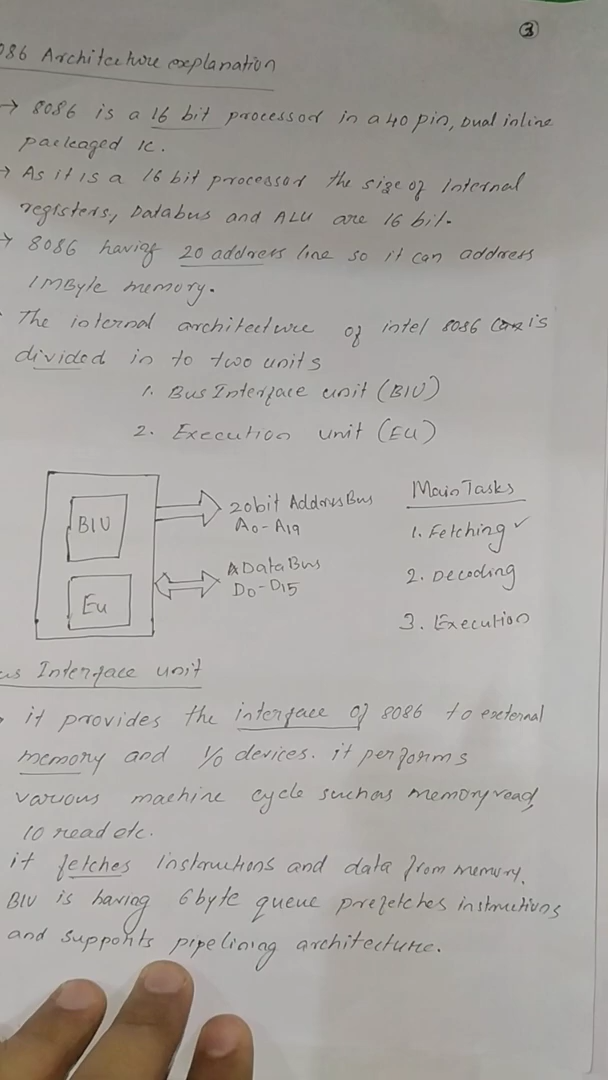 ③
086 Architecture explanation
→ 8086 is a 16 bit processor in a 40 pin, Dual inline
packaged IC.
→ As it is a 16 bit processor the size of Internal
registers, Databus and ALU are 16 bit.
→ 8086 having 20 address line so it can address
1 MByte memory.
The internal architecture of intel 8086 is
divided in to two units
1. Bus Interface unit (BIU)
2. Execution unit (EU)
BIU
EU
20bit Address Bus
A0-A19
Data Bus
D0-D15
Main Tasks
1. Fetching ✓
2. Decoding
3. Execution
us Interface unit
it provides the interface of 8086 to external
memory and I/O devices. it performs
various machine cycle such as memory read,
IO read etc.
it fetches instructions and data from memory.
BIU is having 6byte queue prefetches instructions
and supports pipelining architecture.